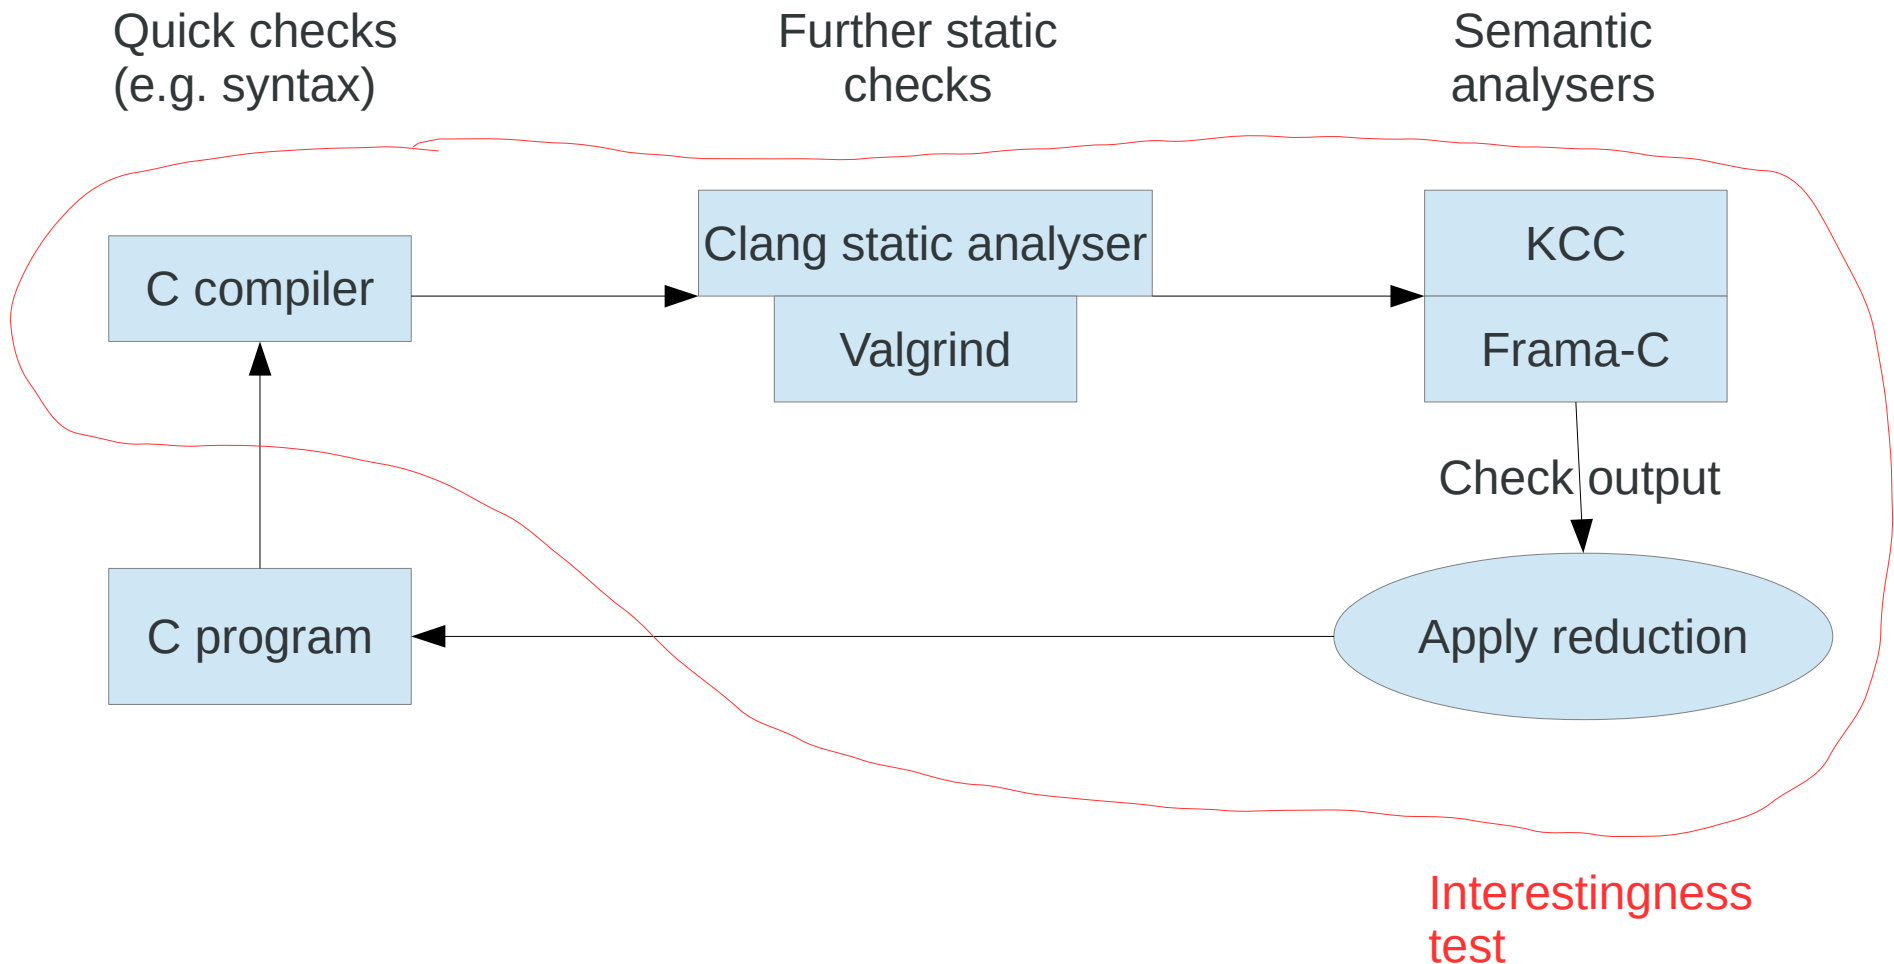 Quick checks
(e.g. syntax)
Further static
checks
Semantic
analysers
C compiler
Clang static analyser
Valgrind
KCC
Frama-C
Check output
C program
Apply reduction
Interestingness
test